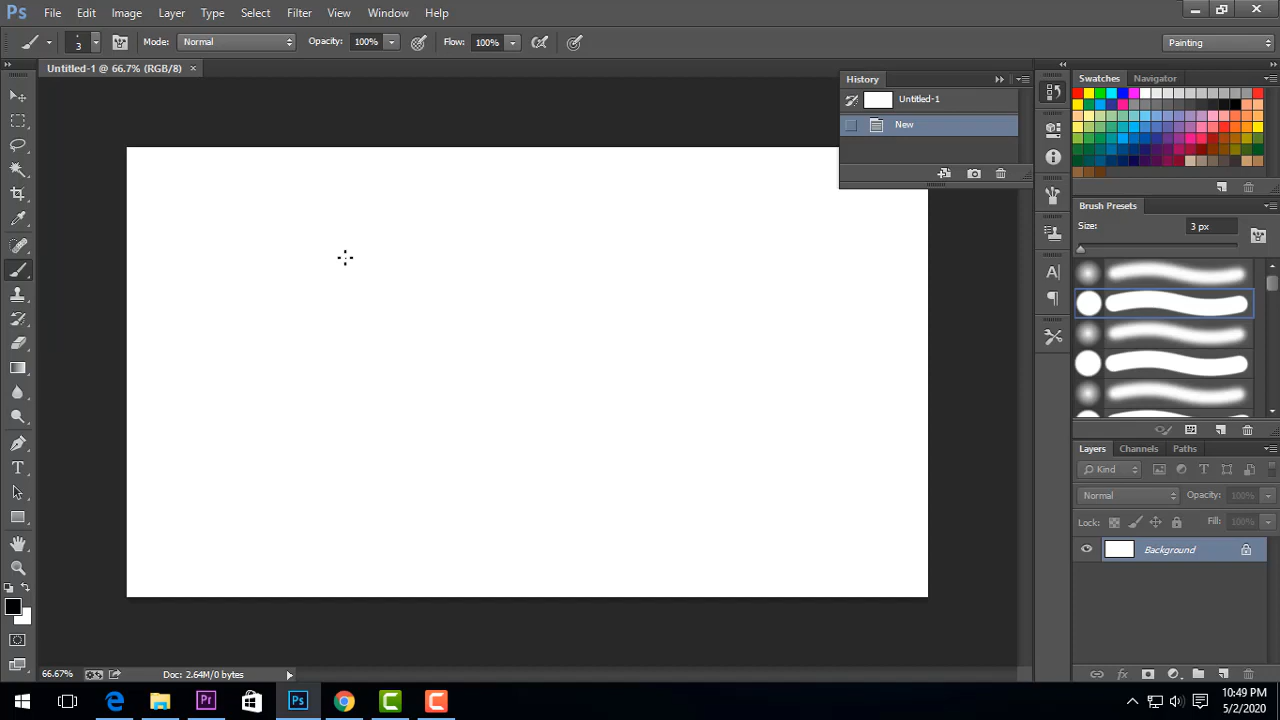 Ps File Edit Image Layer Type Select Filter View Window Help
3 Mode: Normal Opacity: 100% Flow: 100% Painting
Untitled-1 @ 66.7% (RGB/8) ×
History
Untitled-1
New
Swatches Navigator
Brush Presets
Size: 3 px
Layers Channels Paths
Kind
Normal Opacity: 100%
Lock: Fill: 100%
Background
66.67% Doc: 2.64M/0 bytes
Pr Ps
10:49 PM
5/2/2020